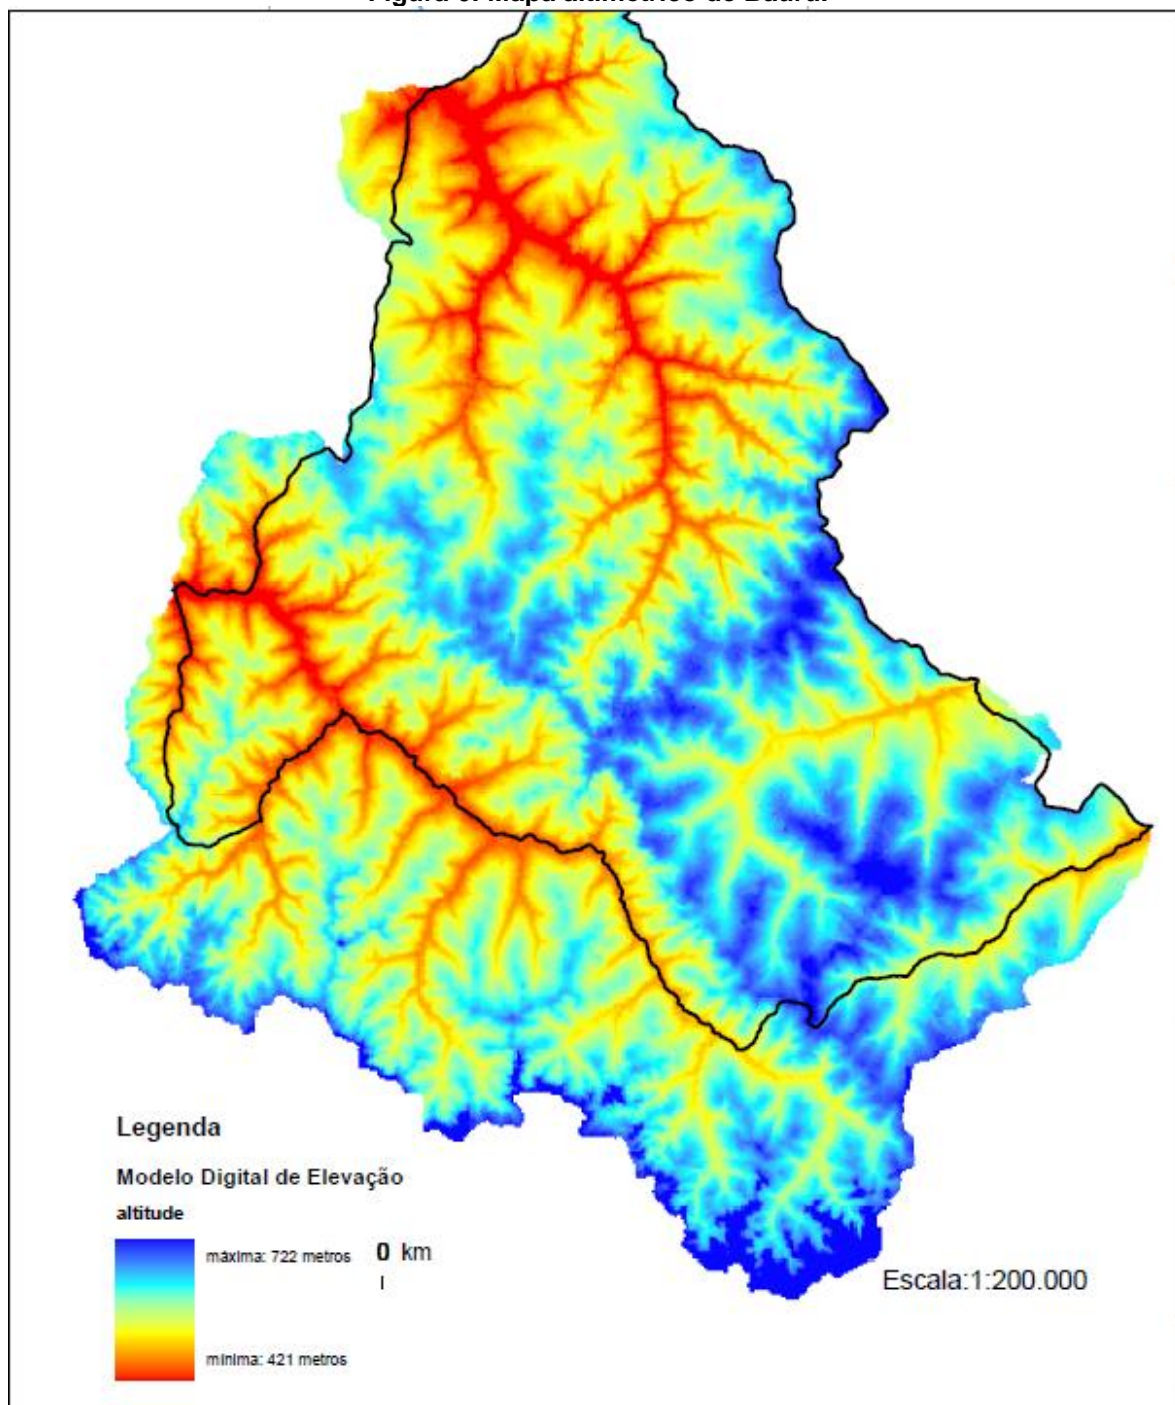 Legenda
Modelo Digital de Elevação
altitude
máxima: 722 metros
0 km
mínima: 421 metros
Escala:1:200.000